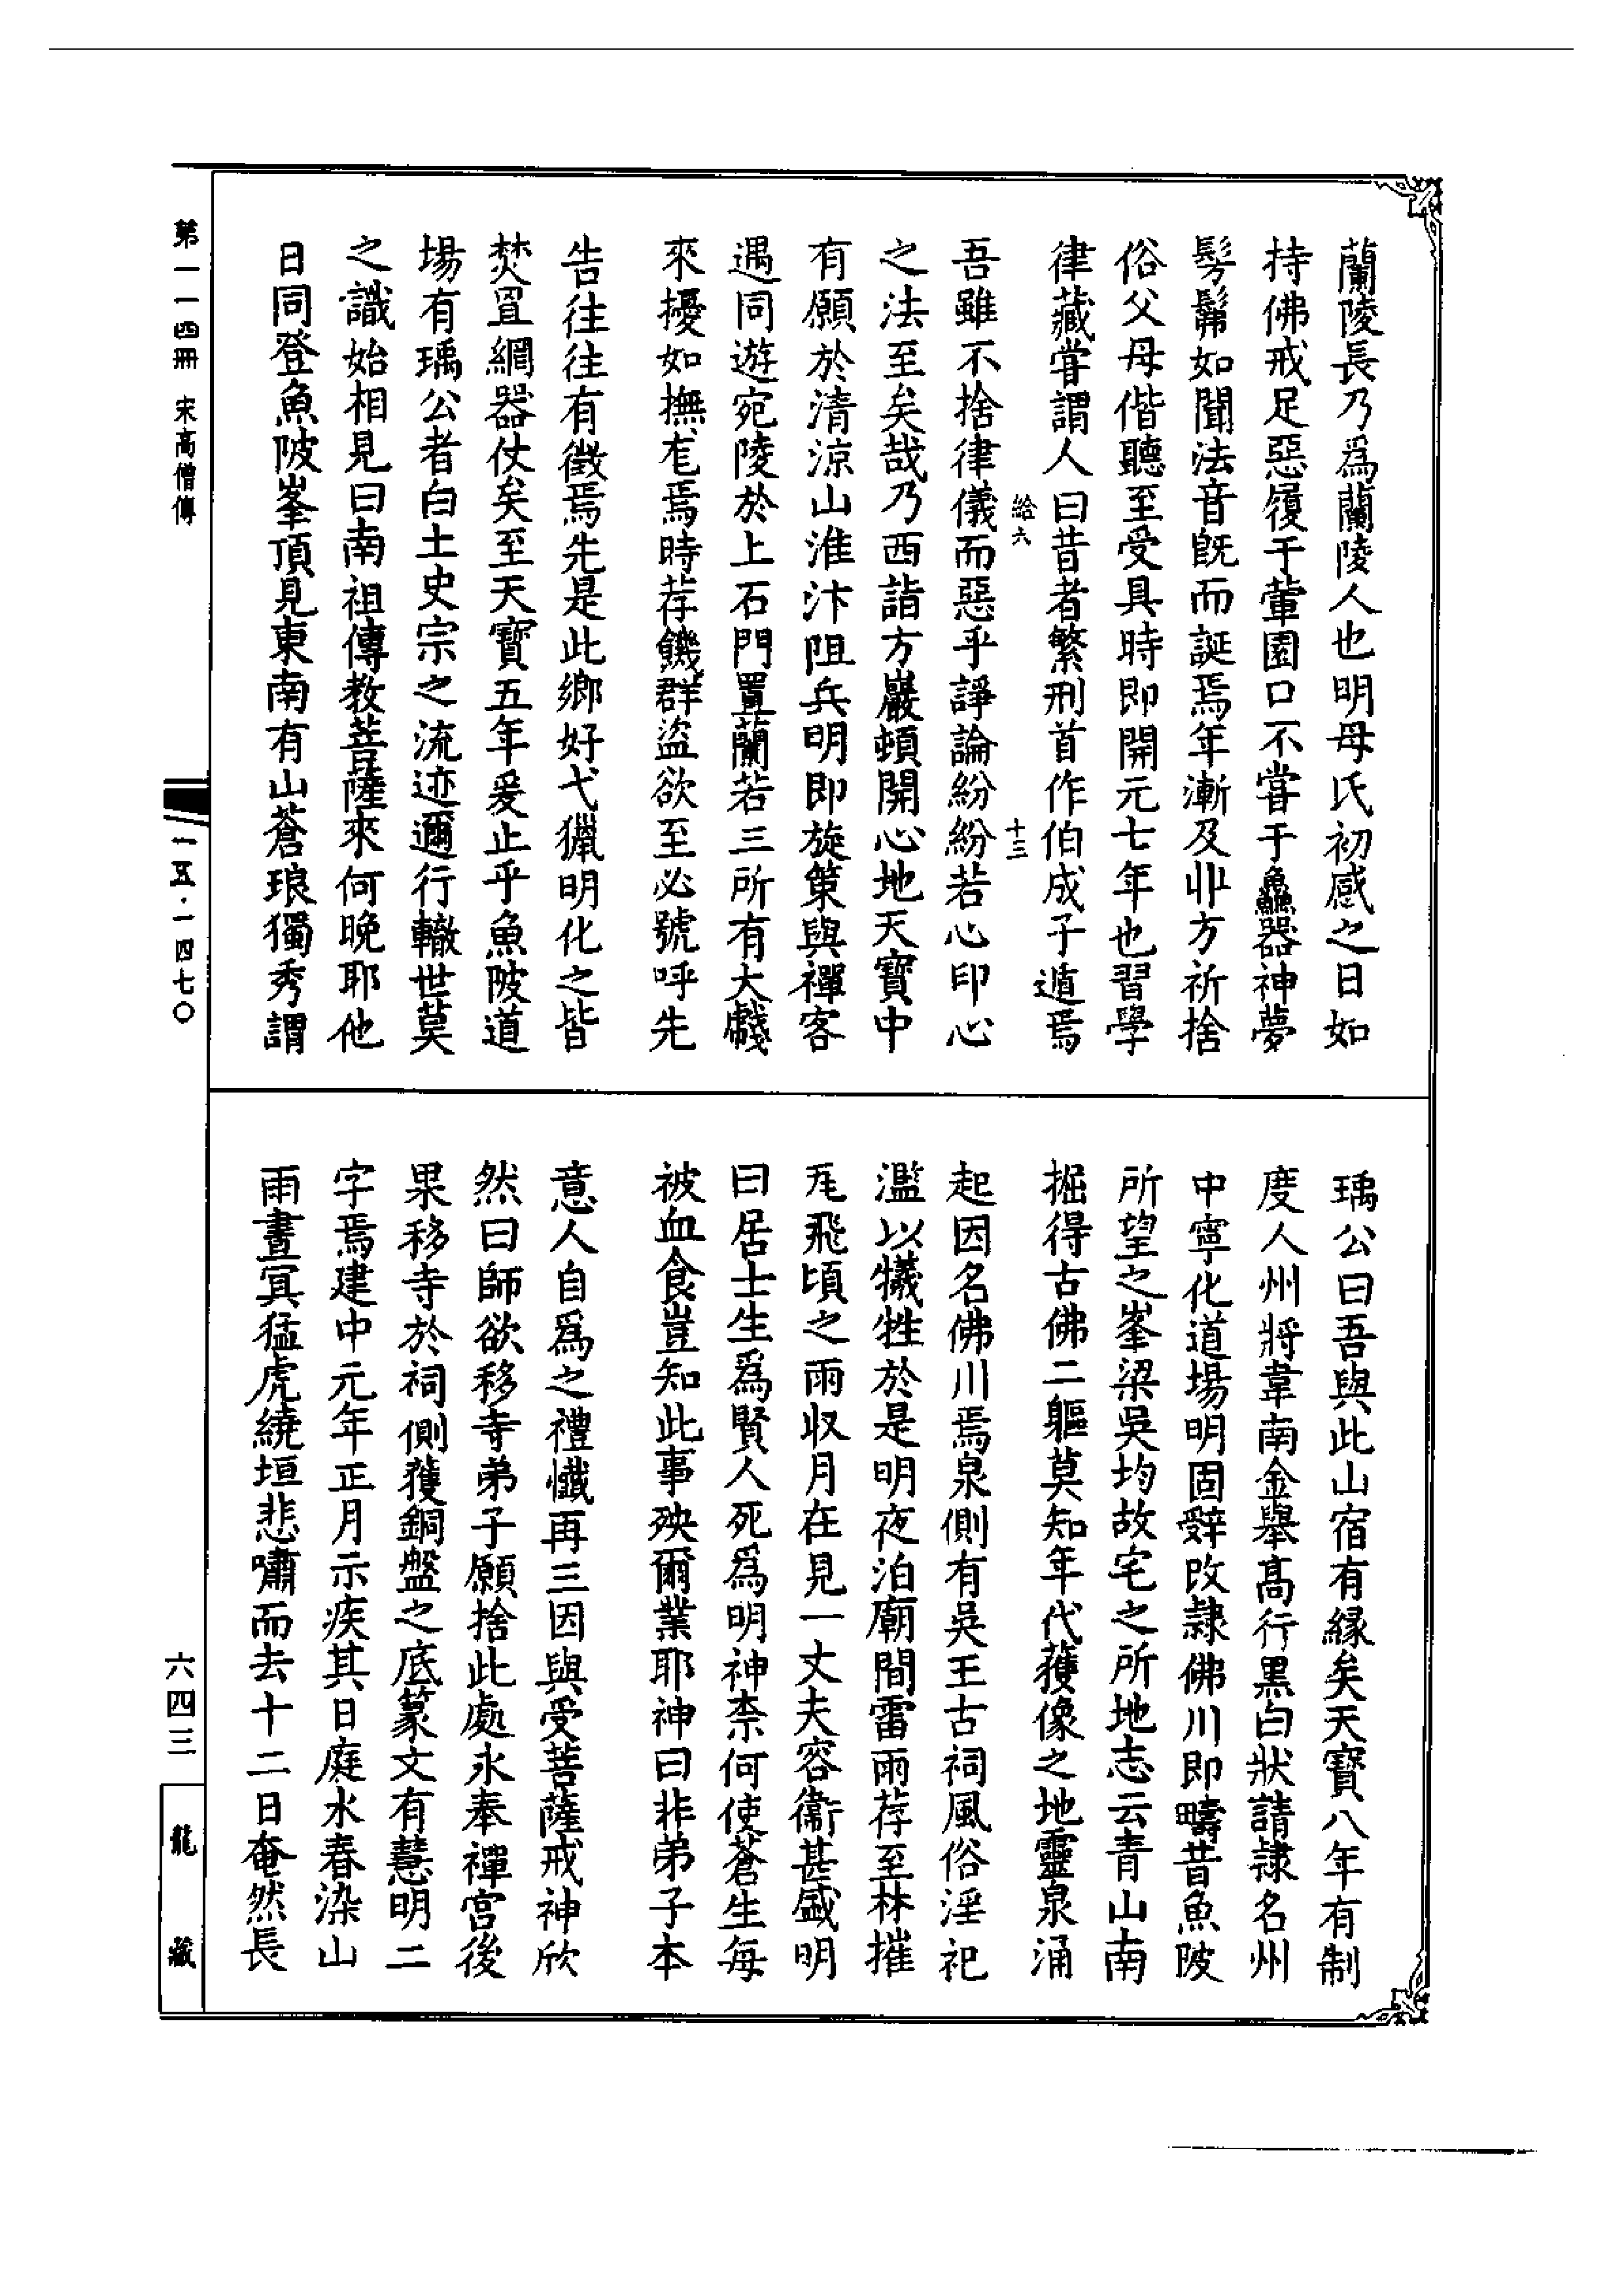 蘭陵長乃爲蘭陵人也明母氏初感之日如
持佛戒足惡履于葷園口不嘗于鱻器神夢
髣髴如聞法音旣而誕焉年漸及丱方祈捨
俗父母偕聽至受具時即開元七年也習學
律藏嘗謂人曰昔者繁刑首作伯成子遁焉
給六
十三
吾雖不捨律儀而惡乎諍論紛紛若心印心
之法至矣哉乃西詣方巖頓開心地天寶中
有願於清涼山淮汴阻兵明即旋策與禪客
遇同遊宛陵於上石門置蘭若三所有大戲
來擾如撫㹠焉時荐饑群盜欲至必號呼先
告往往有徵焉先是此鄉好弋獵明化之皆
焚罝網器仗矣至天寶五年爰止乎魚陂道
場有瑀公者白土史宗之流迹邇行轍世莫
之識始相見曰南祖傳教菩薩來何晚耶他
日同登魚陂峯頂見東南有山蒼琅獨秀謂
瑀公曰吾與此山宿有緣矣天寶八年有制
度人州將韋南金舉高行黑白狀請隷名州
中寧化道場明固辭改隷佛川即疇昔魚陂
所望之峯梁吳均故宅之所地志云青山南
掘得古佛二軀莫知年代獲像之地靈泉涌
起因名佛川焉泉側有吳王古祠風俗淫祀
濫以犧牲於是明夜泊廟間雷雨荐至林摧
瓦飛頃之雨收月在見一丈夫容衞甚盛明
曰居士生爲賢人死爲明神柰何使蒼生每
被血食豈知此事殃爾業耶神曰非弟子本
意人自爲之禮懺再三因與受菩薩戒神欣
然曰師欲移寺弟子願捨此處永奉禪宮後
果移寺於祠側獲銅盤之底篆文有慧明二
字焉建中元年正月示疾其日庭水春染山
雨晝冥猛虎繞垣悲嘯而去十二日奄然長
第一一四冊 宋高僧傳
一五·一四七〇
六四三
龍藏